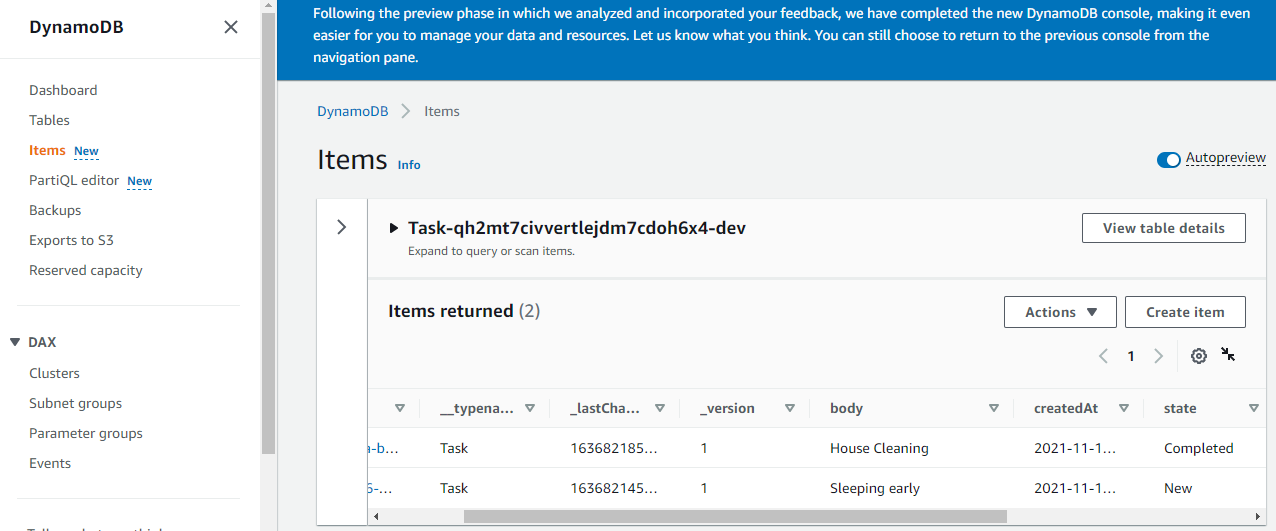 DynamoDB
Dashboard
Tables
Items New
PartiQL editor New
Backups
Exports to S3
Reserved capacity
DAX
Clusters
Subnet groups
Parameter groups
Events
Following the preview phase in which we analyzed and incorporated your feedback, we have completed the new DynamoDB console, making it even
easier for you to manage your data and resources. Let us know what you think. You can still choose to return to the previous console from the
navigation pane.
DynamoDB Items
Items Info
Autopreview
Task-qh2mt7civvertlejdm7cdoh6x4-dev
View table details
Expand to query or scan items.
Items returned (2)
Actions Create item
1
__typena... _lastCha... _version body createdAt state
a-b... Task 163682185... 1 House Cleaning 2021-11-1... Completed
6-... Task 163682145... 1 Sleeping early 2021-11-1... New